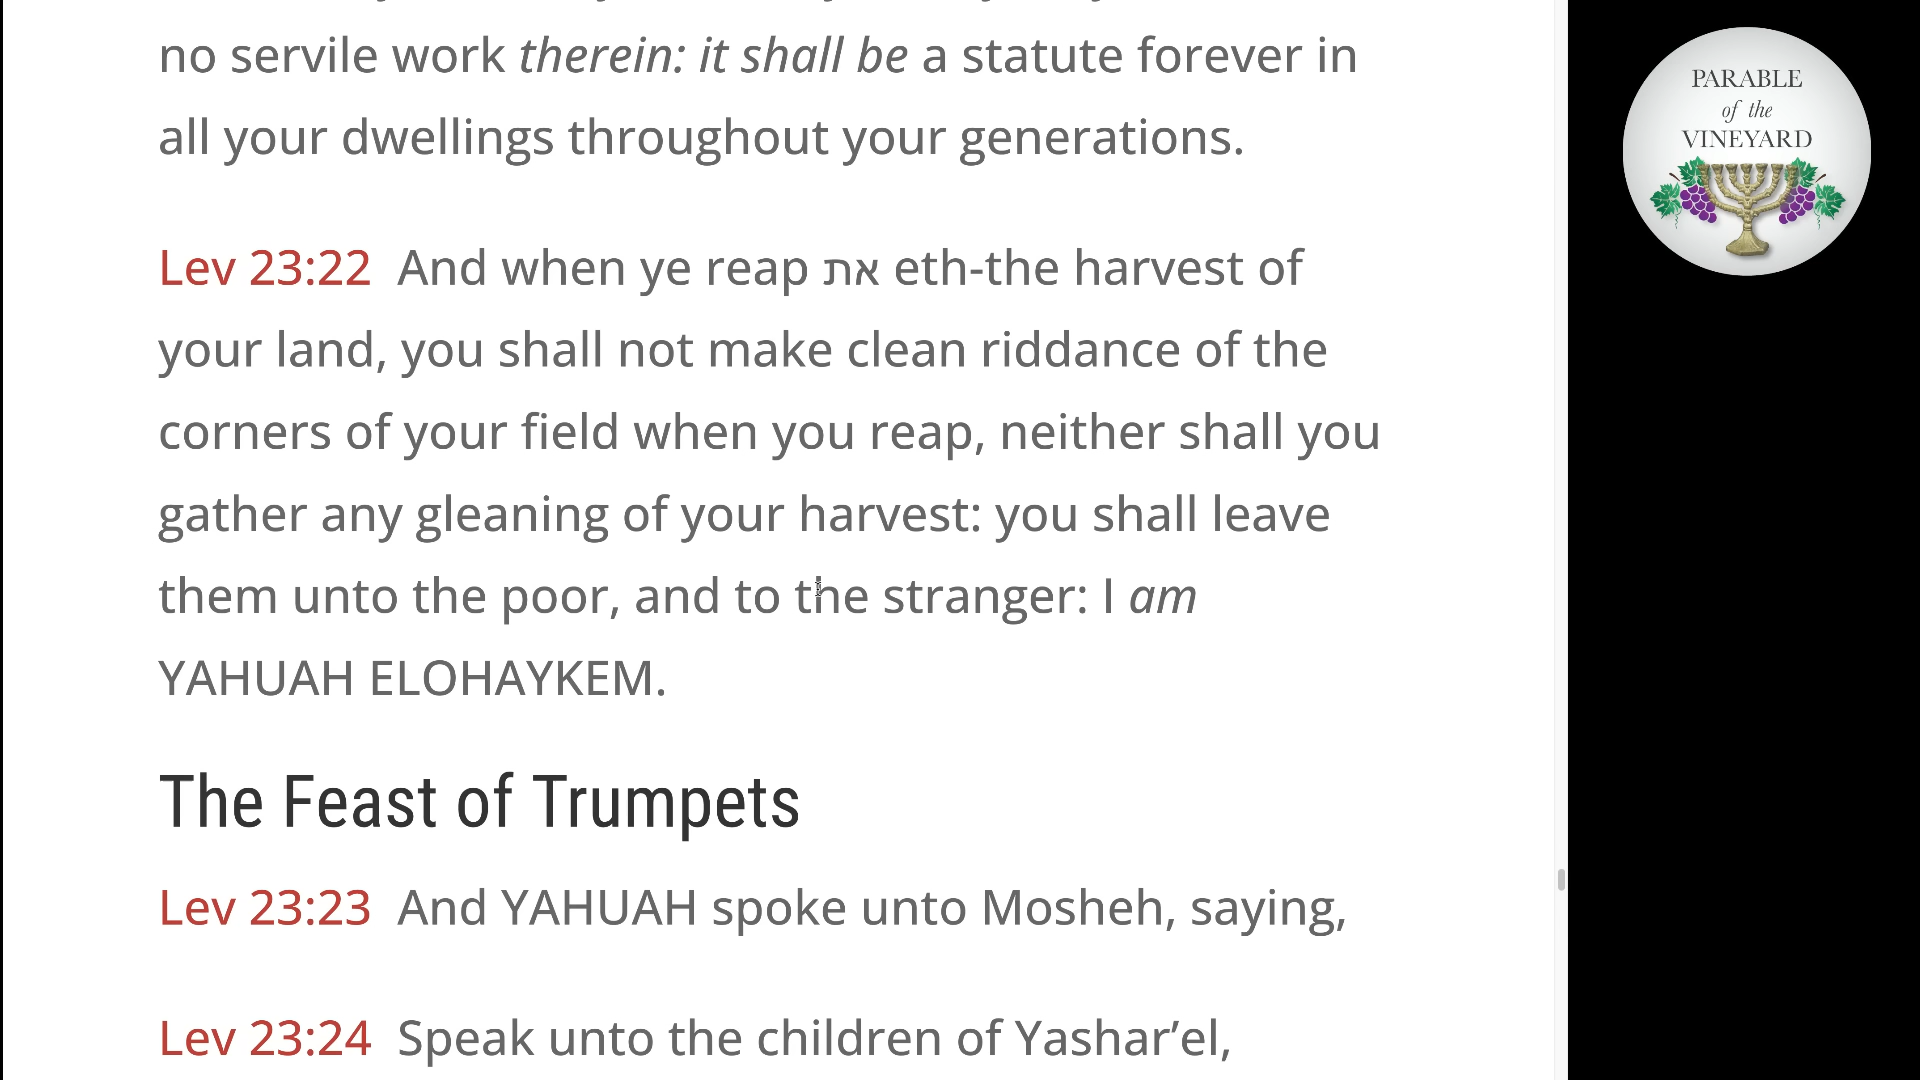 no servile work therein: it shall be a statute forever in
all your dwellings throughout your generations.
Lev 23:22 And when ye reap את eth-the harvest of
your land, you shall not make clean riddance of the
corners of your field when you reap, neither shall you
gather any gleaning of your harvest: you shall leave
them unto the poor, and to the stranger: I am
YAHUAH ELOHAYKEM.
The Feast of Trumpets
Lev 23:23 And YAHUAH spoke unto Mosheh, saying,
Lev 23:24 Speak unto the children of Yashar’el,
PARABLE
of the
VINEYARD